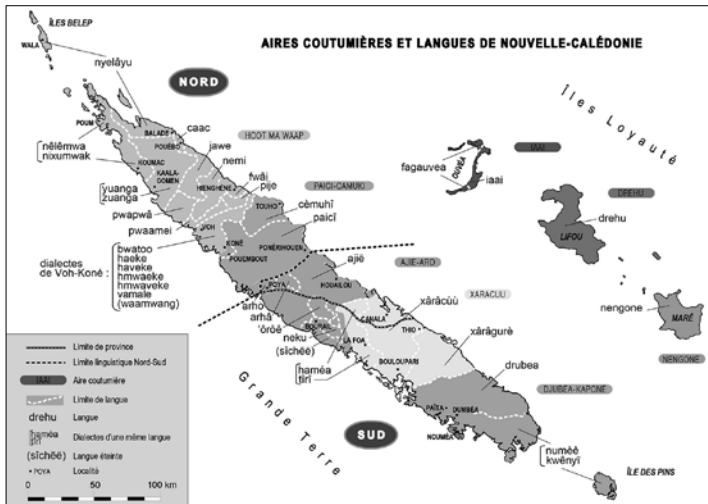 ÎLES BELEP
WALA
AIRES COUTUMIÈRES ET LANGUES DE NOUVELLE-CALÉDONIE
nyelâyu
NORD
Îles Loyauté
POUM
BALADE
caac
HOOT MA WAAP
POUÉBO
jawe
nêlêmwa
nixumwak
KOUMAC
nemi
IAAI
fwâi
fagauvea
OUVÉA
KAALA-
GOMEN
HIENGHÈNE
pije
iaai
PAICI-CAMUKI
yuanga
zuanga
TOUHO
cèmuhî
DREHU
pwapwâ
paicî
drehu
pwaamei
VOH
LIFOU
KONÉ
PONÉRIHOUEN
dialectes
de Voh-Koné :
bwatoo
haeke
haveke
hmwaeke
hmwaveke
vamale
(waamwang)
POUEMBOUT
ajië
AJIE-ARO
POYA
HOUAILOU
XARACUU
nengone
MARÉ
arhö
arhâ
'ôrôê
xârâcùù
CANALA
BOURAIL
THIO
neku
(sîchëë)
LA FOA
xârâgurè
NENGONE
haméa
tîrî
BOULOUPARI
drubea
DJUBEA-KAPONE
Grande Terre
PAÏTA
DUMBÉA
NOUMÉA
SUD
numèè
kwênyï
ÎLE DES PINS
Limite de province
Limite linguistique Nord-Sud
IAAI
Aire coutumière
Limite de langue
drehu
Langue
haméa
tîrî
Dialectes d'une même langue
(sîchëë)
Langue éteinte
POYA
Localité
0
50
100 km